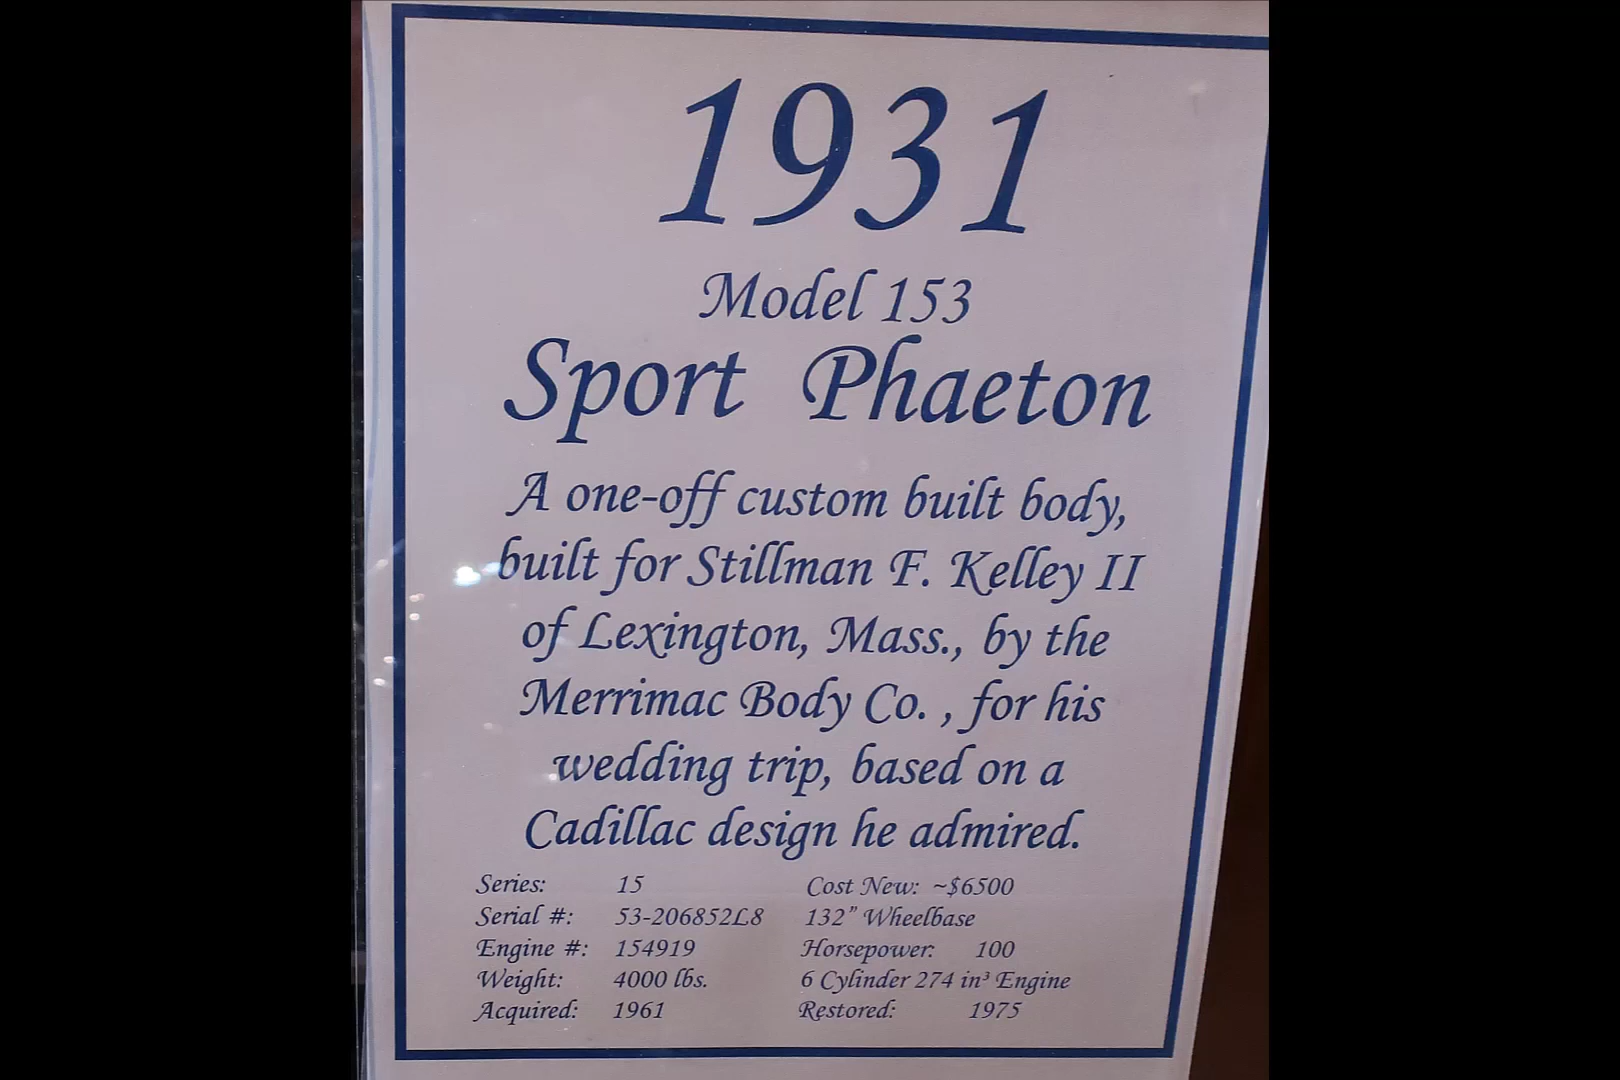 1931
Model 153
Sport Phaeton
A one-off custom built body,
built for Stillman F. Kelley II
of Lexington, Mass., by the
Merrimac Body Co. , for his
wedding trip, based on a
Cadillac design he admired.
Series: 15 Cost New: ~$6500
Serial #: 53-206852L8 132” Wheelbase
Engine #: 154919 Horsepower: 100
Weight: 4000 lbs. 6 Cylinder 274 in³ Engine
Acquired: 1961 Restored: 1975